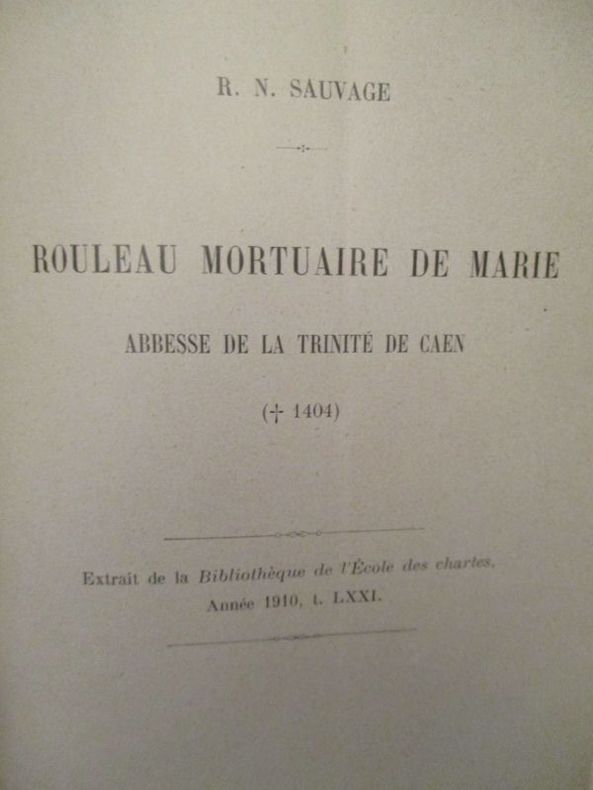 R. N. SAUVAGE
ROULEAU MORTUAIRE DE MARIE
ABBESSE DE LA TRINITÉ DE CAEN
(† 1404)
Extrait de la Bibliothèque de l'École des chartes,
Année 1910, t. LXXI.